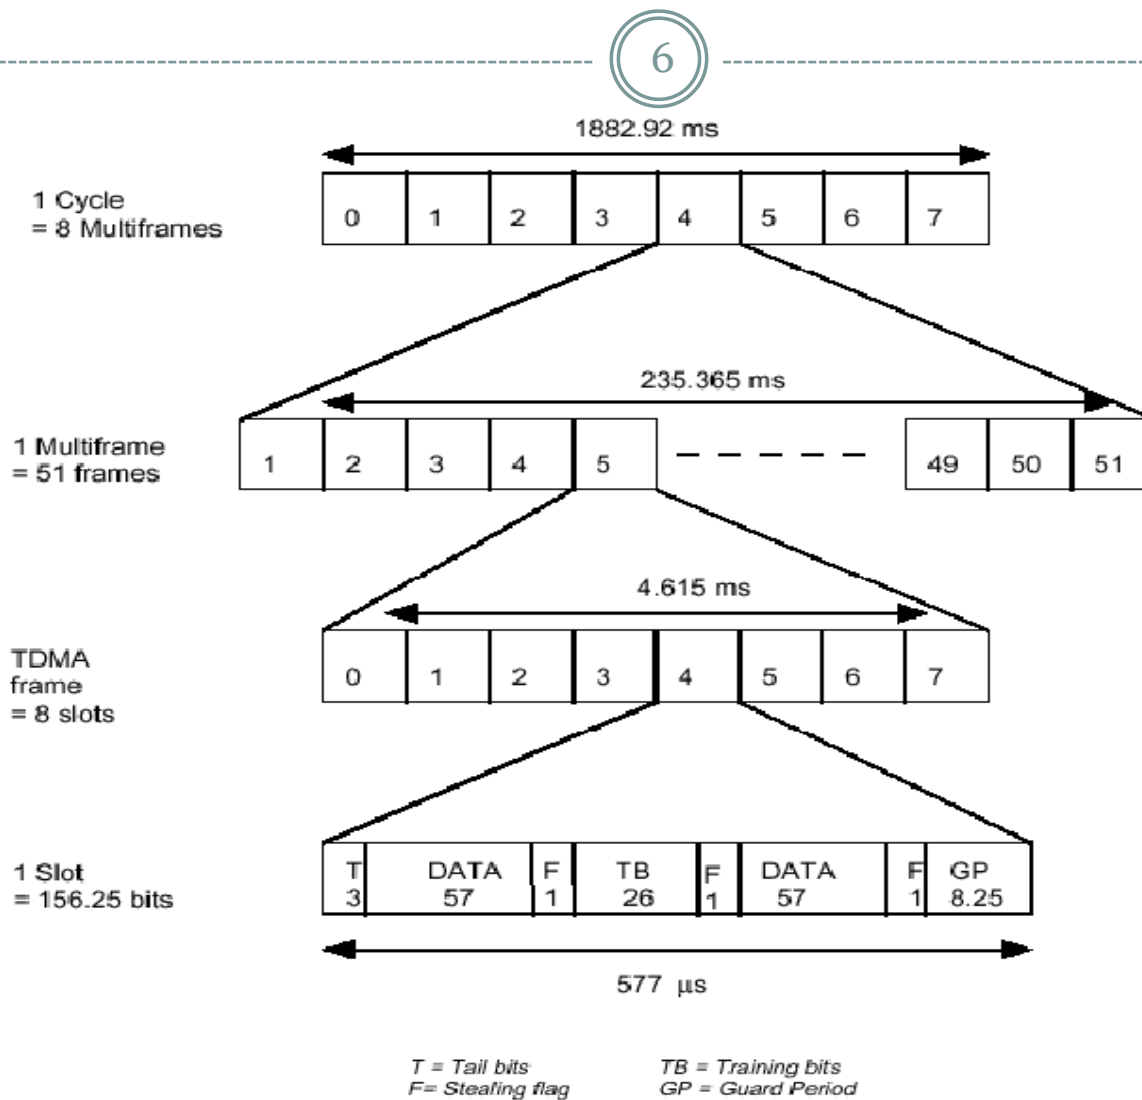 6
1882.92 ms
1 Cycle
= 8 Multiframes
0 1 2 3 4 5 6 7
235.365 ms
1 Multiframe
= 51 frames
1 2 3 4 5 49 50 51
4.615 ms
TDMA
frame
= 8 slots
0 1 2 3 4 5 6 7
1 Slot
= 156.25 bits
T DATA F TB F DATA F GP
3 57 1 26 1 57 1 8.25
577 µs
T = Tail bits TB = Training bits
F= Stealing flag GP = Guard Period